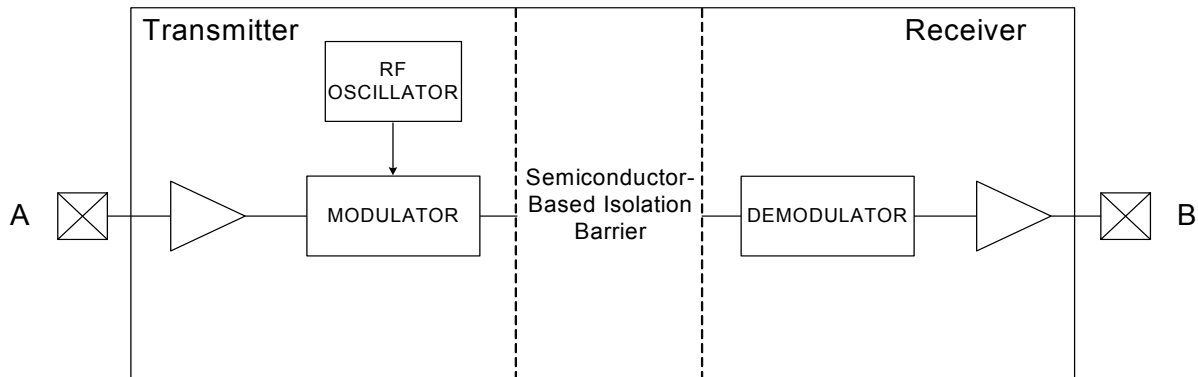 Transmitter
Receiver
RF
OSCILLATOR
A
MODULATOR
Semiconductor-
Based Isolation
Barrier
DEMODULATOR
B